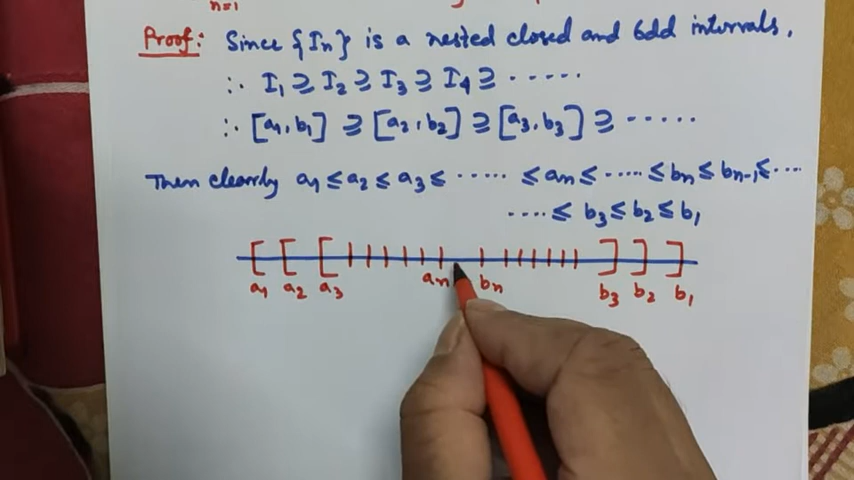 n=1
Proof: Since {In} is a nested closed and bdd intervals.
∴ I1 ⊇ I2 ⊇ I3 ⊇ I4 ⊇ ......
∴ [a1, b1] ⊇ [a2, b2] ⊇ [a3, b3] ⊇ ......
Then clearly a1 ≤ a2 ≤ a3 ≤ ...... ≤ an ≤ ..... ≤ bn ≤ bn-1 ≤ ....
.... ≤ b3 ≤ b2 ≤ b1
a1 a2 a3 an bn b3 b2 b1